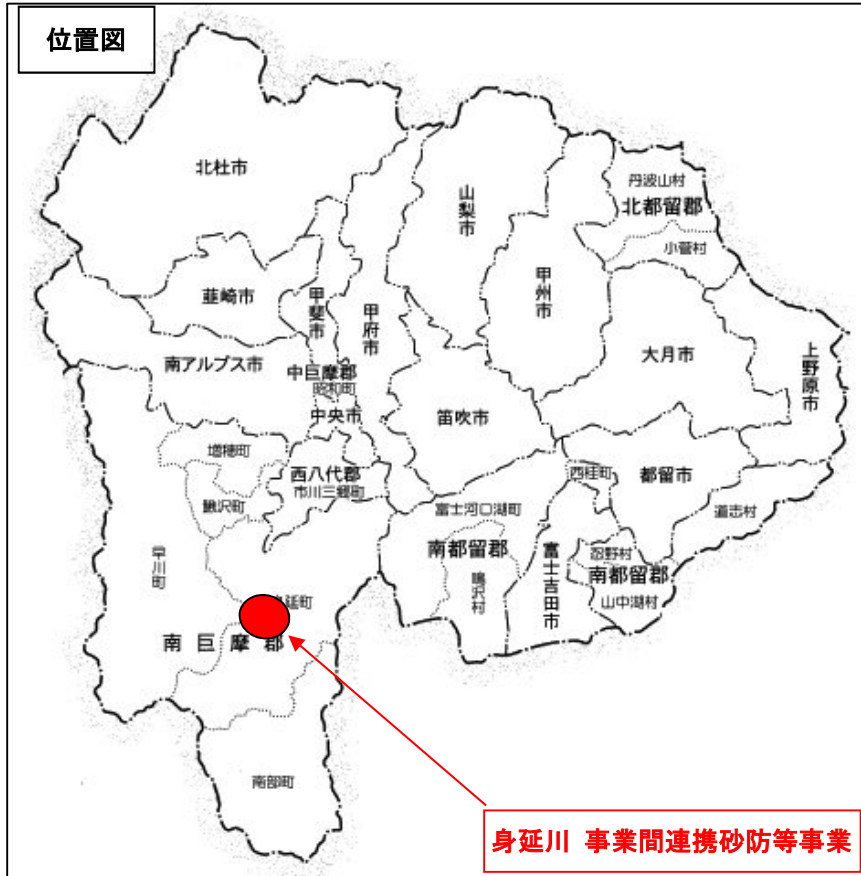 位置図
北杜市
山梨市
丹波山村
北都留郡
小菅村
韮崎市
甲斐市
甲府市
甲州市
大月市
上野原市
南アルプス市
中巨摩郡
昭和町
中央市
笛吹市
増穂町
西八代郡
市川三郷町
鰍沢町
西桂町
都留市
道志村
富士河口湖町
早川町
南都留郡
鳴沢村
富士吉田市
忍野村
南都留郡
山中湖村
延町
南巨摩郡
南部町
身延川 事業間連携砂防等事業